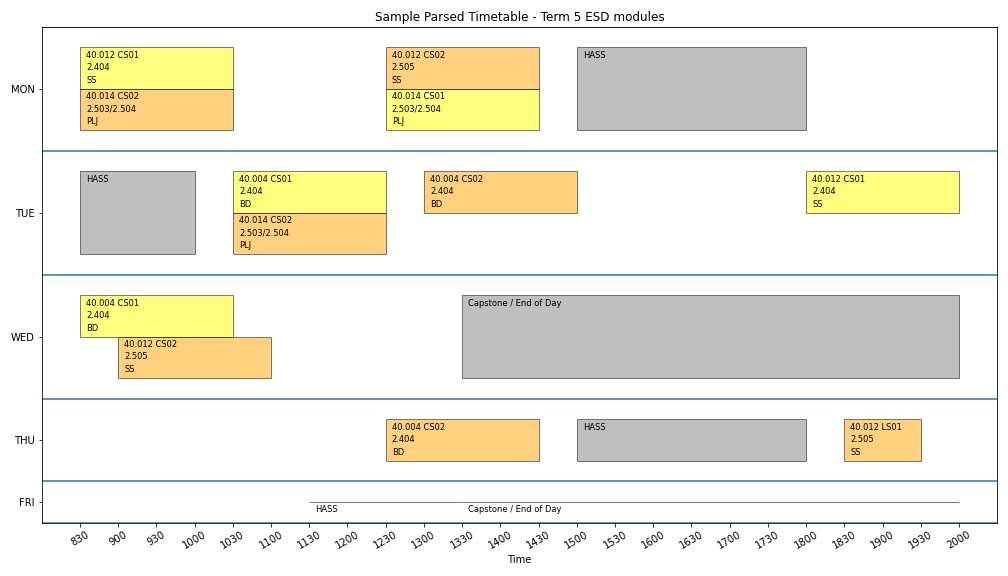 Sample Parsed Timetable - Term 5 ESD modules
MON
40.012 CS01
2.404
SS
40.014 CS02
2.503/2.504
PLJ
40.012 CS02
2.505
SS
40.014 CS01
2.503/2.504
PLJ
HASS
TUE
HASS
40.004 CS01
2.404
BD
40.014 CS02
2.503/2.504
PLJ
40.004 CS02
2.404
BD
40.012 CS01
2.404
SS
WED
40.004 CS01
2.404
BD
40.012 CS02
2.505
SS
Capstone / End of Day
THU
40.004 CS02
2.404
BD
HASS
40.012 LS01
2.505
SS
FRI
HASS
Capstone / End of Day
830 900 930 1000 1030 1100 1130 1200 1230 1300 1330 1400 1430 1500 1600 1630 1700 1730 1800 1830 1900 1930 2000
Time